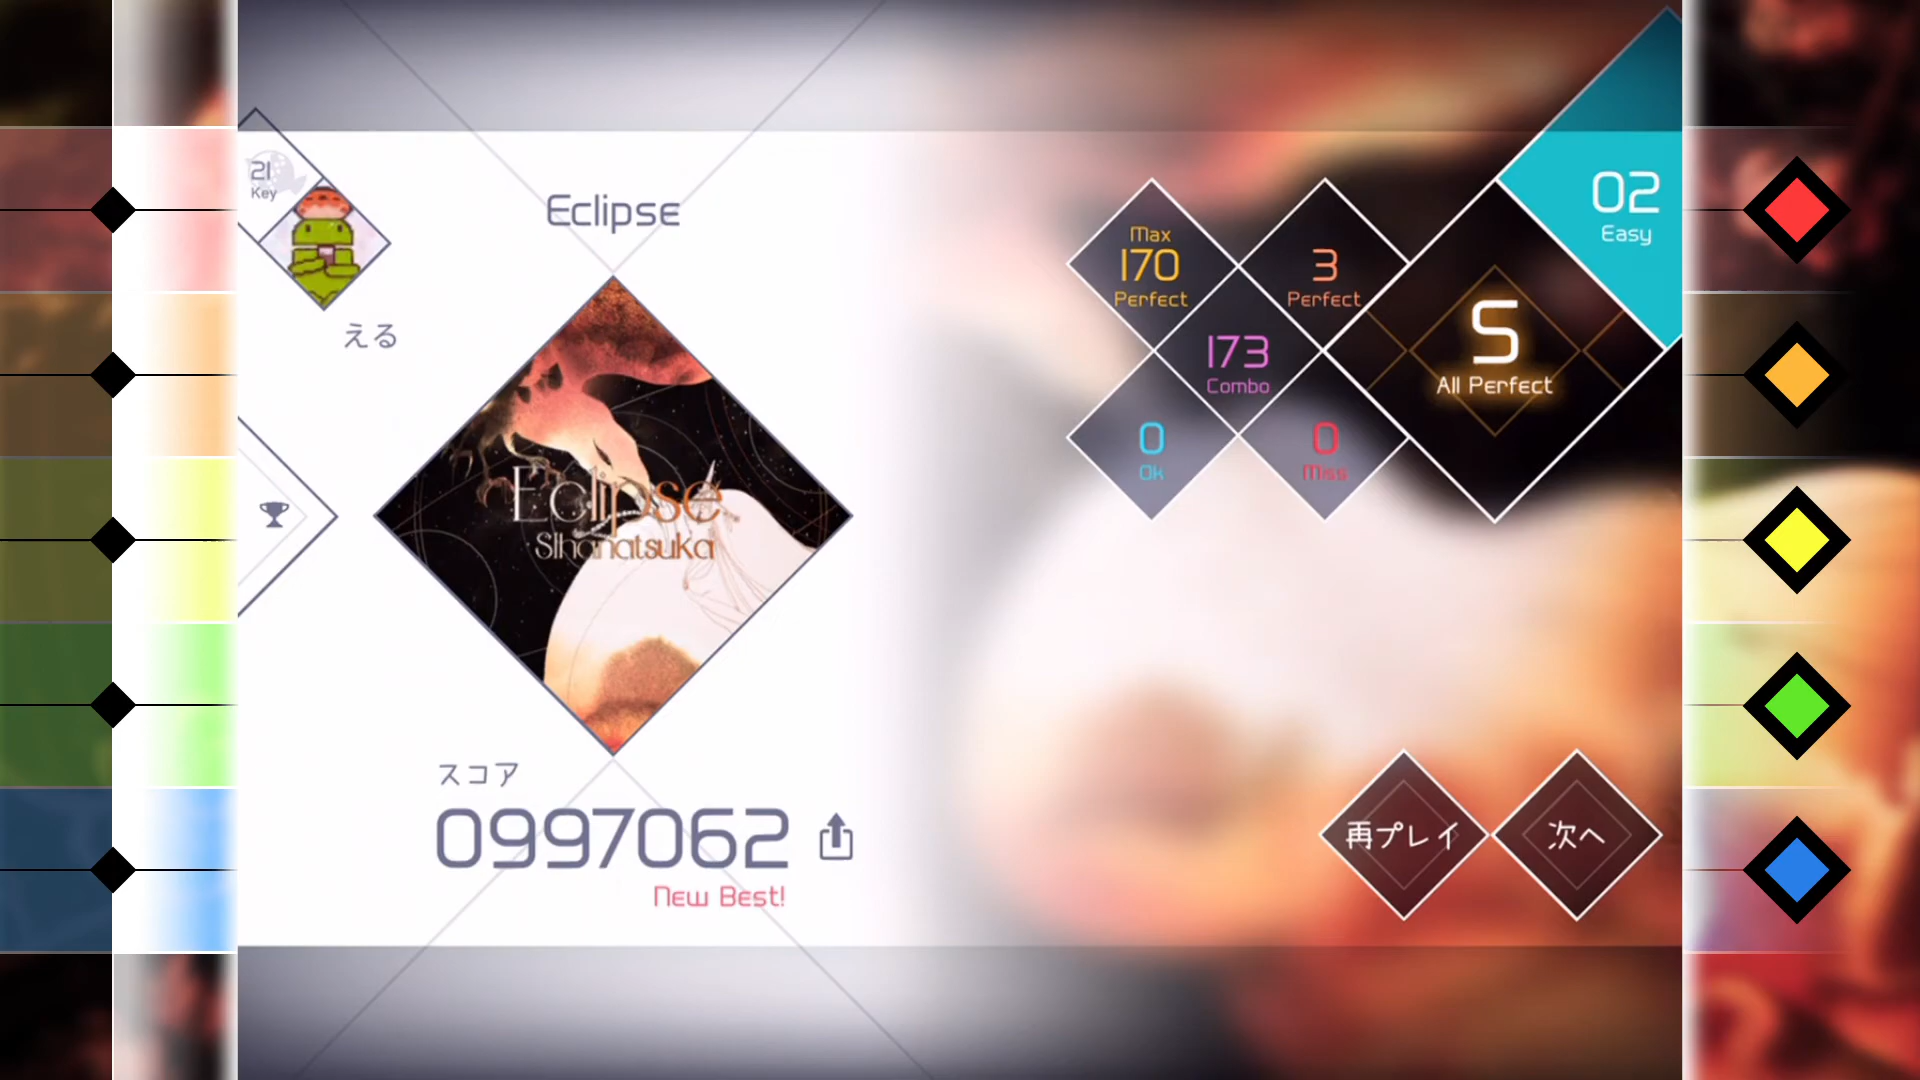 21
Key
える
Eclipse
Eclipse
Sihanatsuka
スコア
0997062
New Best!
Max
170
Perfect
3
Perfect
173
Combo
0
Ok
0
Miss
S
All Perfect
02
Easy
再プレイ
次へ